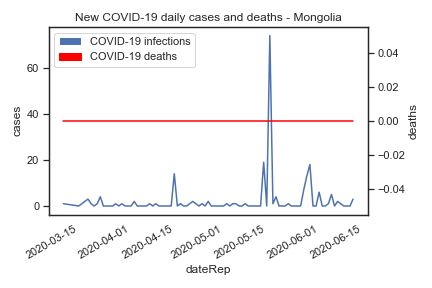 New COVID-19 daily cases and deaths - Mongolia
COVID-19 infections
COVID-19 deaths
60
40
20
0
cases
0.04
0.02
0.00
−0.02
−0.04
deaths
2020-03-15
2020-04-01
2020-04-15
2020-05-01
2020-05-15
2020-06-01
2020-06-15
dateRep